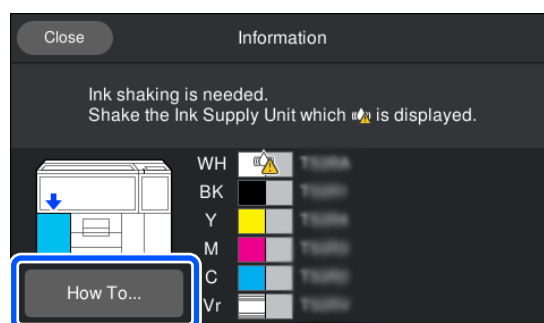 Close
Information
Ink shaking is needed.
Shake the Ink Supply Unit which is displayed.
WH
BK
Y
M
C
Vr
How To...